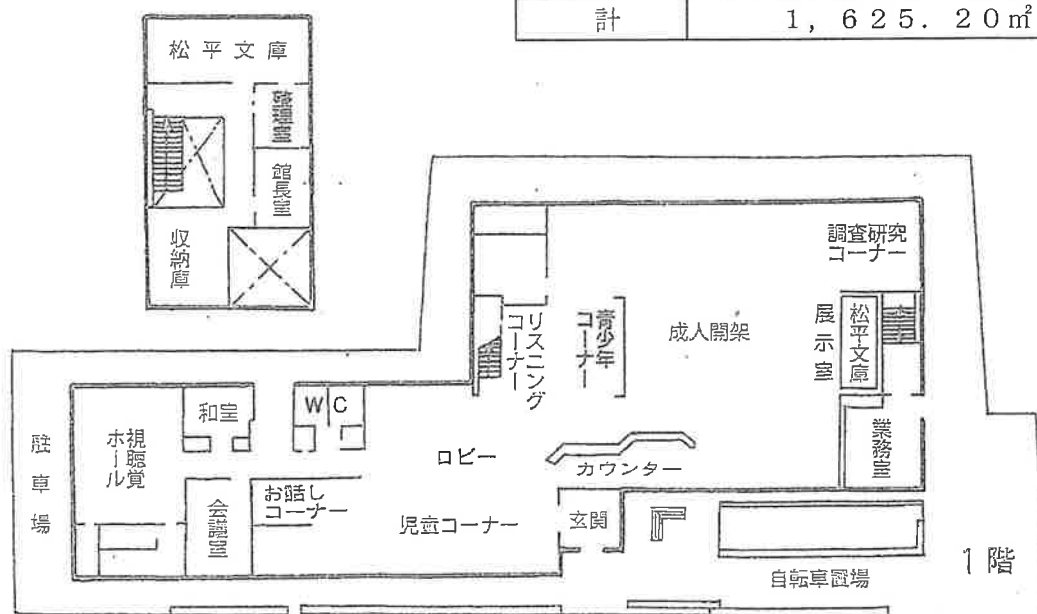 計 1,625.20㎡
松平文庫
整理室
館長室
収納庫
調査研究
コーナー
リスニング
コーナー
青少年
コーナー
成人開架
展示室
松平文庫
業務室
和室
W C
駐車場
視聴覚
ホール
ロビー
カウンター
会議室
お話し
コーナー
児童コーナー
玄関
自転車置場
1階